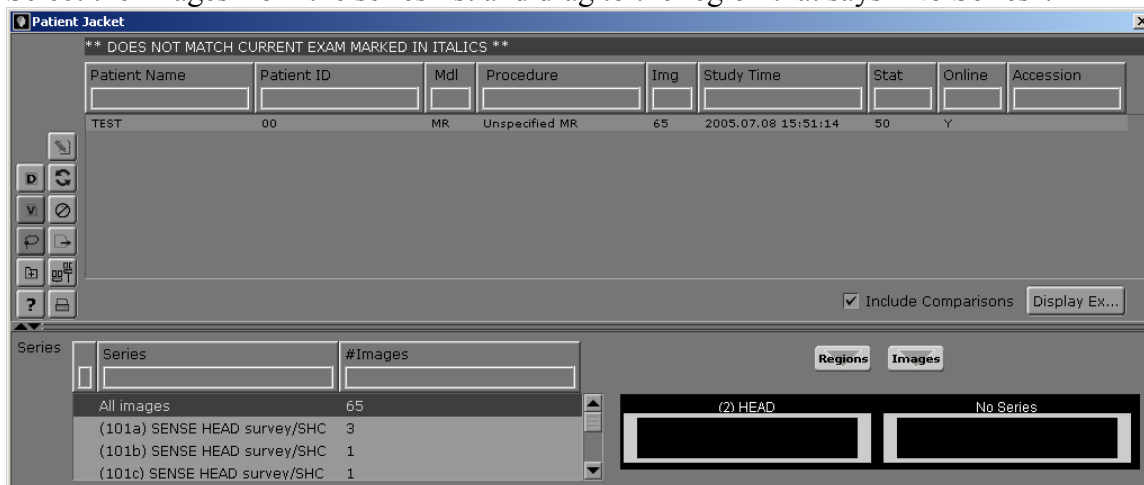 Patient Jacket
** DOES NOT MATCH CURRENT EXAM MARKED IN ITALICS **
Patient Name Patient ID Mdl Procedure Img Study Time Stat Online Accession
TEST 00 MR Unspecified MR 65 2005.07.08 15:51:14 50 Y
D
V
?
Include Comparisons Display Ex...
Series Series #Images
Regions Images
All images 65
(101a) SENSE HEAD survey/SHC 3
(101b) SENSE HEAD survey/SHC 1
(101c) SENSE HEAD survey/SHC 1
(2) HEAD No Series